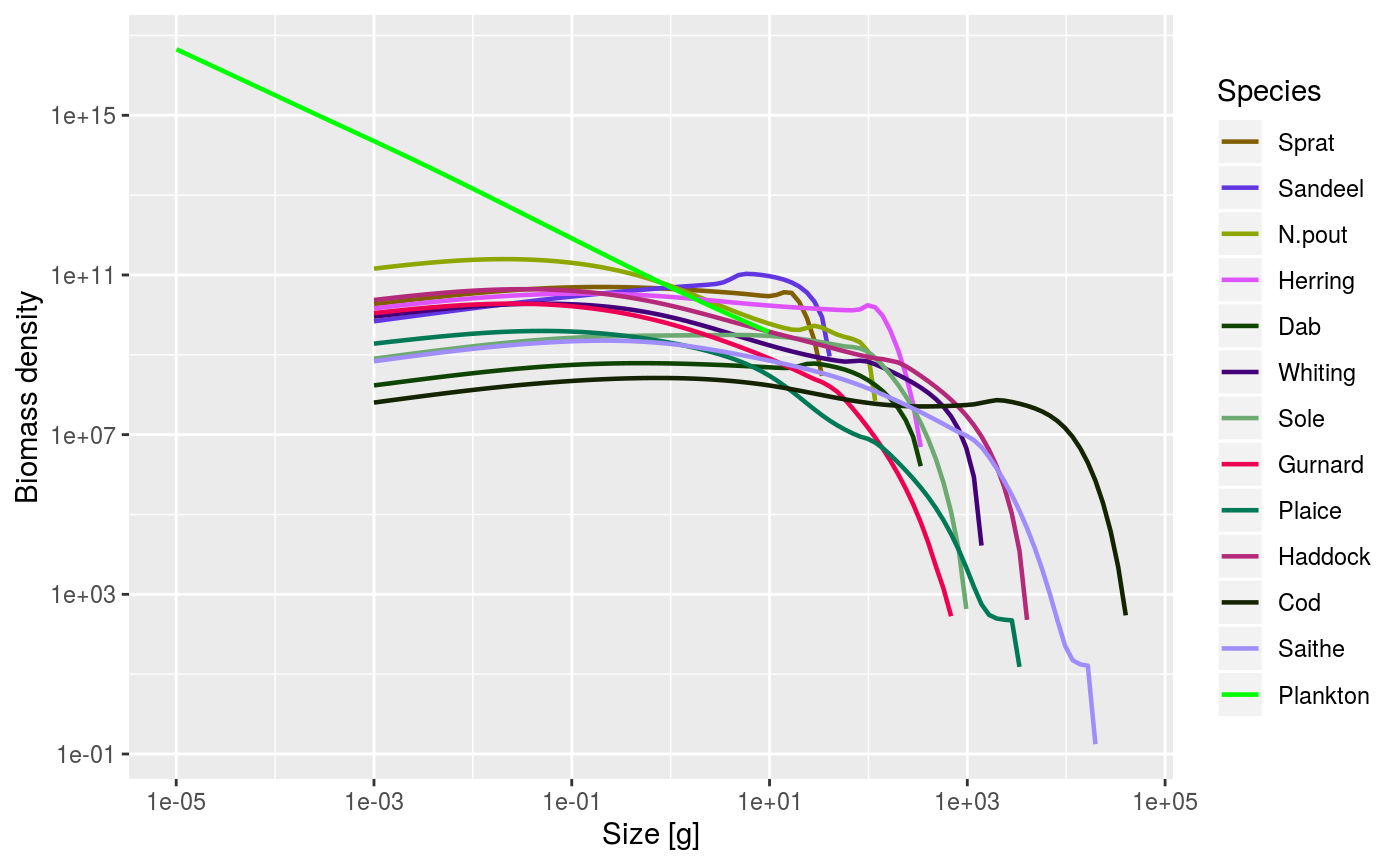 Biomass density
1e+15
1e+11
1e+07
1e+03
1e-01
1e-05
1e-03
1e-01
1e+01
1e+03
1e+05
Size [g]
Species
Sprat
Sandeel
N.pout
Herring
Dab
Whiting
Sole
Gurnard
Plaice
Haddock
Cod
Saithe
Plankton